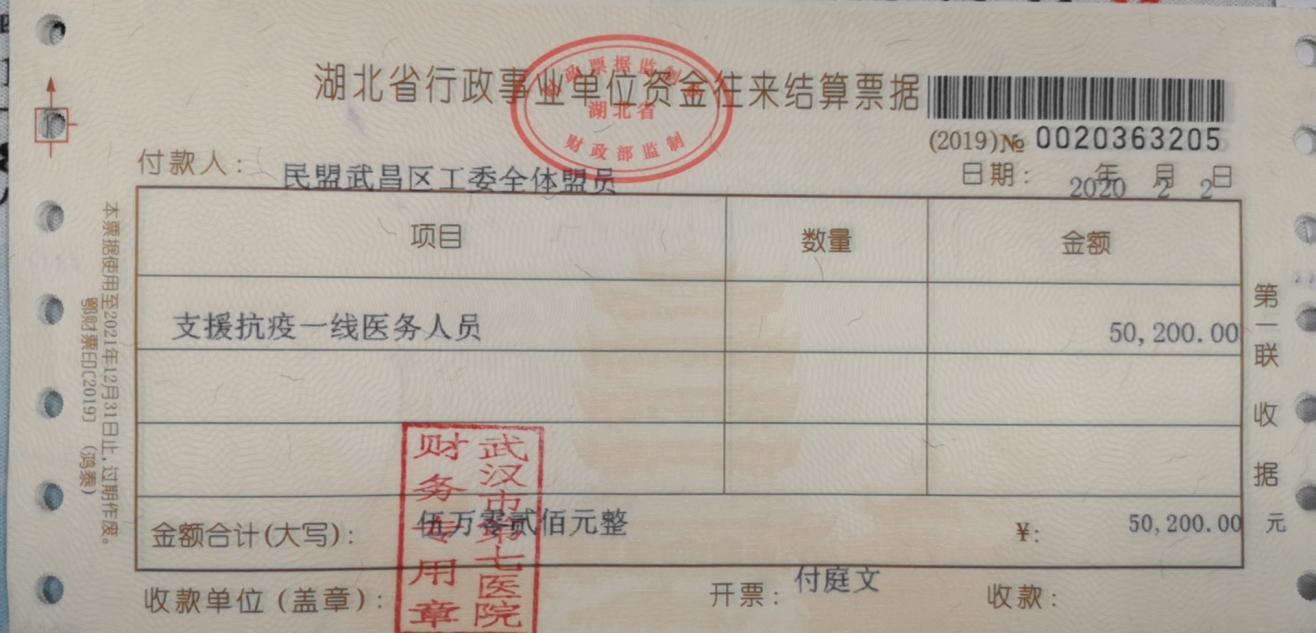 湖北省行政事业单位资金往来结算票据
财政票据监制
湖北省
财政部监制
(2019)№ 0020363205
付款人：民盟武昌区工委全体盟员
日期：2020年2月2日
项目 数量 金额
支援抗疫一线医务人员 50,200.00
金额合计(大写)：伍万零贰佰元整 ¥: 50,200.00 元
收款单位(盖章)： 开票：付庭文 收款：
武汉市第七医院
财务专用章
第一联 收据
本票据使用至2021年12月31日止,过期作废。
鄂财票印[2019] (鸿泰)